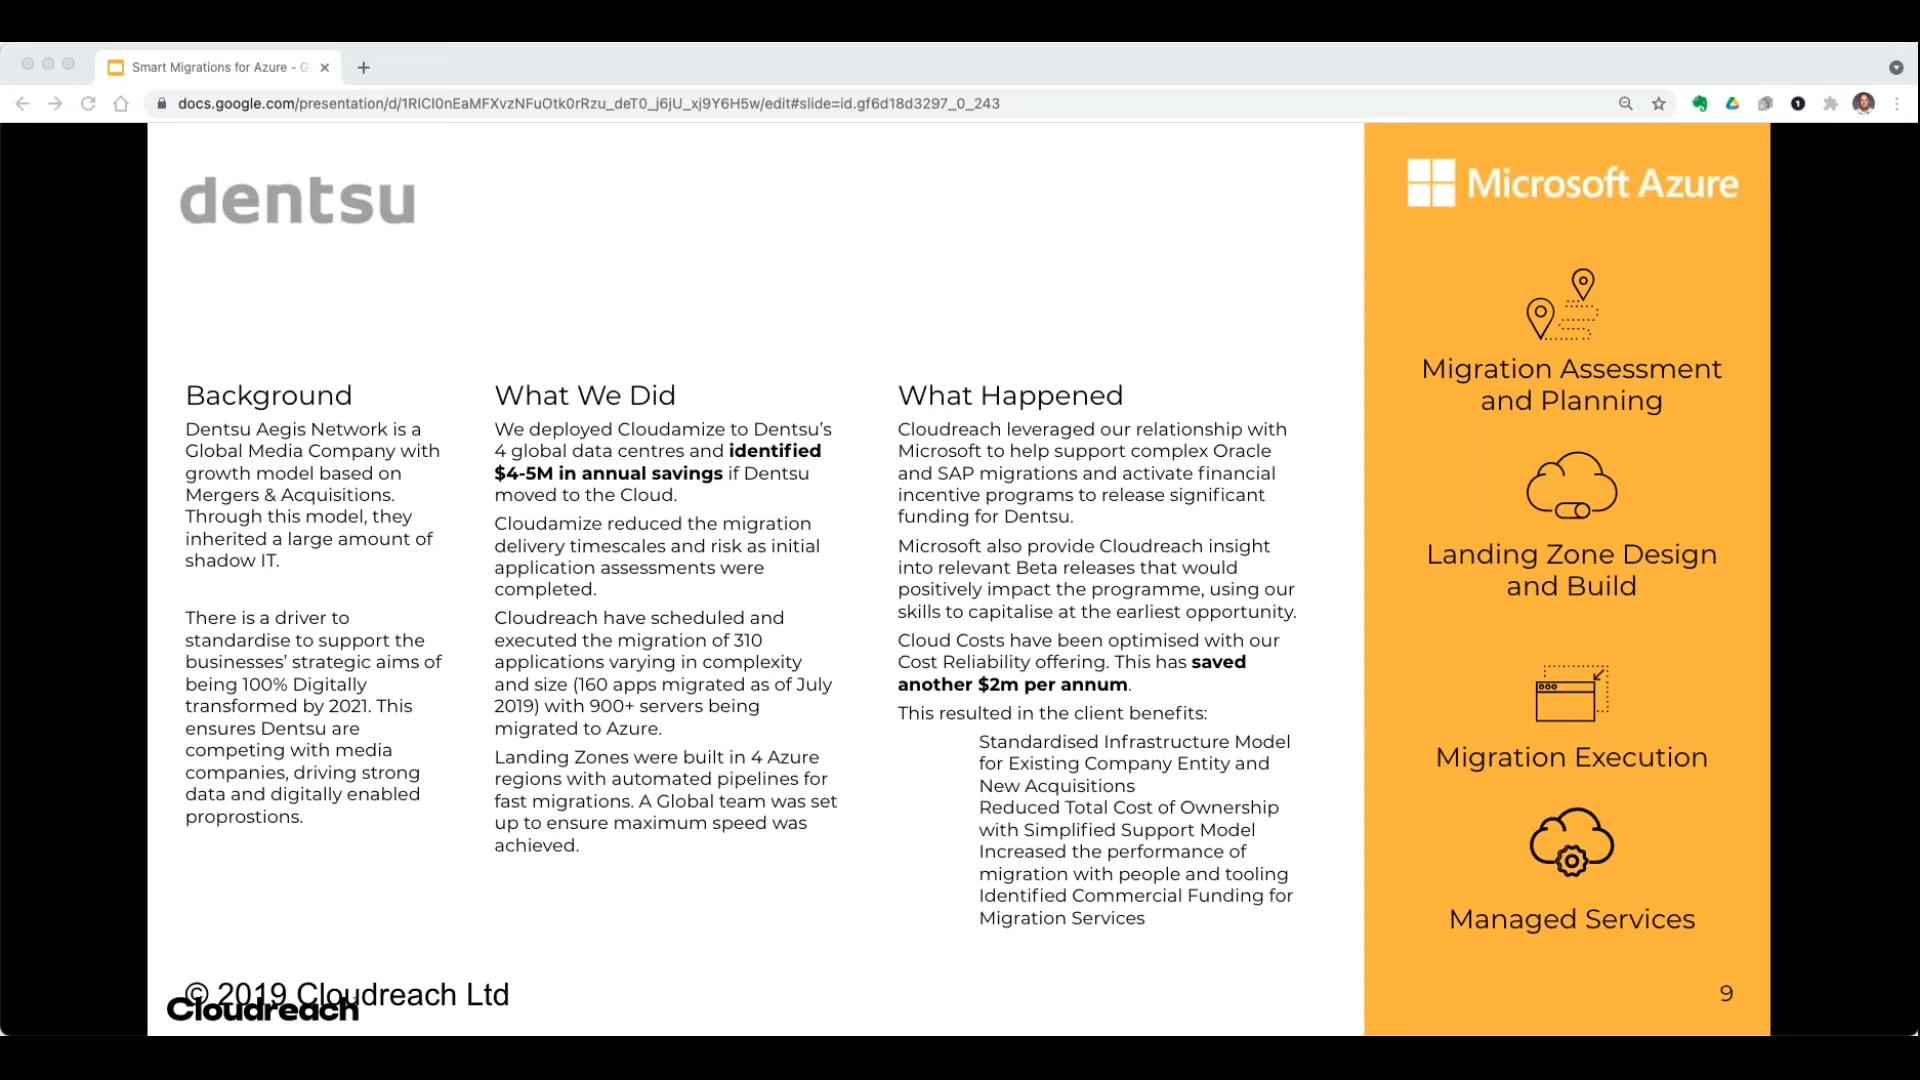 Smart Migrations for Azure - G
docs.google.com/presentation/d/1RlCl0nEaMFXvzNFuOtk0rRzu_deT0_j6jU_xj9Y6H5w/edit#slide=id.gf6d18d3297_0_243
dentsu
Background
Dentsu Aegis Network is a
Global Media Company with
growth model based on
Mergers & Acquisitions.
Through this model, they
inherited a large amount of
shadow IT.
There is a driver to
standardise to support the
businesses' strategic aims of
being 100% Digitally
transformed by 2021. This
ensures Dentsu are
competing with media
companies, driving strong
data and digitally enabled
proprostions.
What We Did
We deployed Cloudamize to Dentsu's
4 global data centres and identified
$4-5M in annual savings if Dentsu
moved to the Cloud.
Cloudamize reduced the migration
delivery timescales and risk as initial
application assessments were
completed.
Cloudreach have scheduled and
executed the migration of 310
applications varying in complexity
and size (160 apps migrated as of July
2019) with 900+ servers being
migrated to Azure.
Landing Zones were built in 4 Azure
regions with automated pipelines for
fast migrations. A Global team was set
up to ensure maximum speed was
achieved.
What Happened
Cloudreach leveraged our relationship with
Microsoft to help support complex Oracle
and SAP migrations and activate financial
incentive programs to release significant
funding for Dentsu.
Microsoft also provide Cloudreach insight
into relevant Beta releases that would
positively impact the programme, using our
skills to capitalise at the earliest opportunity.
Cloud Costs have been optimised with our
Cost Reliability offering. This has saved
another $2m per annum.
This resulted in the client benefits:
Standardised Infrastructure Model
for Existing Company Entity and
New Acquisitions
Reduced Total Cost of Ownership
with Simplified Support Model
Increased the performance of
migration with people and tooling
Identified Commercial Funding for
Migration Services
Microsoft Azure
Migration Assessment
and Planning
Landing Zone Design
and Build
Migration Execution
Managed Services
© 2019 Cloudreach Ltd
Cloudreach
9